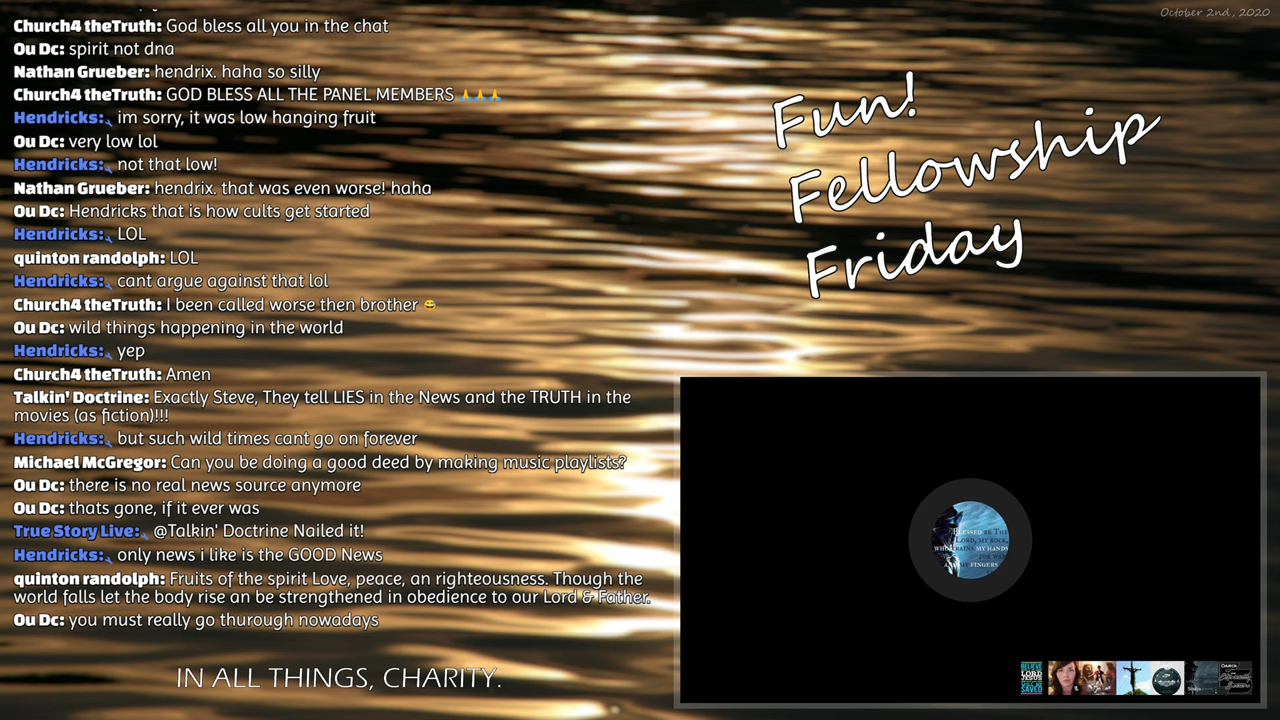 October 2nd, 2020
Church4 theTruth: God bless all you in the chat
Ou Dc: spirit not dna
Nathan Grueber: hendrix. haha so silly
Church4 theTruth: GOD BLESS ALL THE PANEL MEMBERS 🙏🙏🙏
Hendricks: im sorry, it was low hanging fruit
Ou Dc: very low lol
Hendricks: not that low!
Nathan Grueber: hendrix. that was even worse! haha
Ou Dc: Hendricks that is how cults get started
Hendricks: LOL
quinton randolph: LOL
Hendricks: cant argue against that lol
Church4 theTruth: I been called worse then brother 😅
Ou Dc: wild things happening in the world
Hendricks: yep
Church4 theTruth: Amen
Talkin' Doctrine: Exactly Steve, They tell LIES in the News and the TRUTH in the
movies (as fiction)!!!
Hendricks: but such wild times cant go on forever
Michael McGregor: Can you be doing a good deed by making music playlists?
Ou Dc: there is no real news source anymore
Ou Dc: thats gone, if it ever was
True Story Live: @Talkin' Doctrine Nailed it!
Hendricks: only news i like is the GOOD News
quinton randolph: Fruits of the spirit Love, peace, an righteousness. Though the
world falls let the body rise an be strengthened in obedience to our Lord & Father.
Ou Dc: you must really go thurough nowadays
IN ALL THINGS, CHARITY.
Fun!
Fellowship
Friday
Blessed be the
Lord, my rock,
who trains my hands
for war
and my fingers
BELIEVE
LORD
JESUS
SAVED
CHURCH